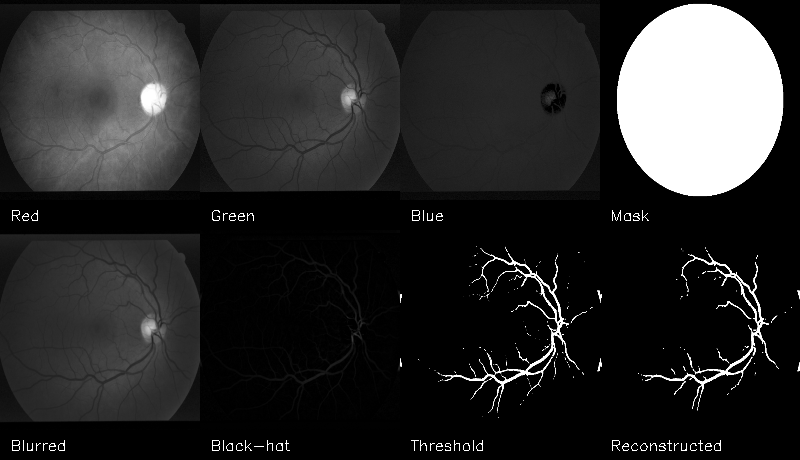 Red
Green
Blue
Mask
Blurred
Black-hat
Threshold
Reconstructed